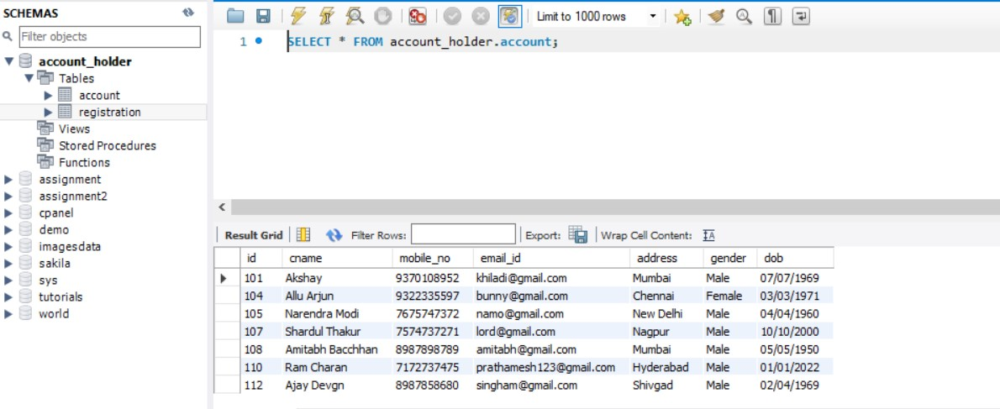 SCHEMAS
Filter objects
account_holder
Tables
account
registration
Views
Stored Procedures
Functions
assignment
assignment2
cpanel
demo
imagesdata
sakila
sys
tutorials
world
Limit to 1000 rows
1 SELECT * FROM account_holder.account;
Result Grid Filter Rows: Export: Wrap Cell Content:
id cname mobile_no email_id address gender dob
101 Akshay 9370108952 khiladi@gmail.com Mumbai Male 07/07/1969
104 Allu Arjun 9322335597 bunny@gmail.com Chennai Female 03/03/1971
105 Narendra Modi 7675747372 namo@gmail.com New Delhi Male 04/04/1960
107 Shardul Thakur 7574737271 lord@gmail.com Nagpur Male 10/10/2000
108 Amitabh Bacchhan 8987898789 amitabh@gmail.com Mumbai Male 05/05/1950
110 Ram Charan 7172737475 prathamesh123@gmail.com Hyderabad Male 01/01/2022
112 Ajay Devgn 8987858680 singham@gmail.com Shivgad Male 02/04/1969